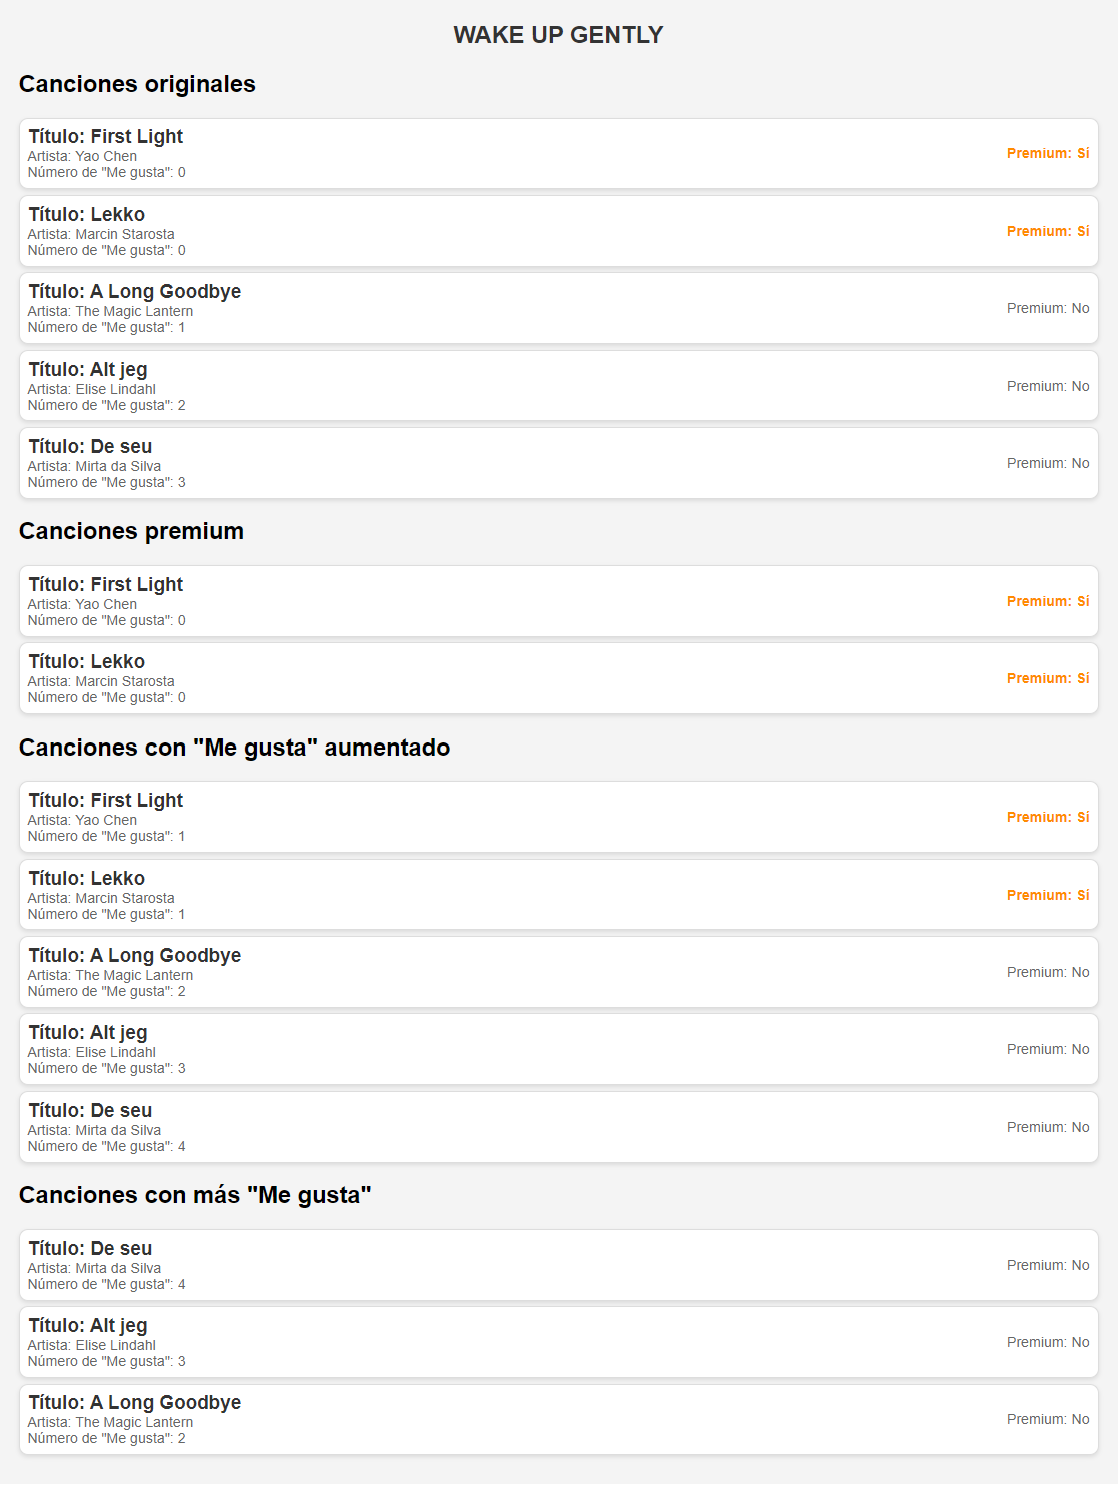 WAKE UP GENTLY
Canciones originales
Título: First Light
Artista: Yao Chen
Número de "Me gusta": 0
Premium: Sí
Título: Lekko
Artista: Marcin Starosta
Número de "Me gusta": 0
Premium: Sí
Título: A Long Goodbye
Artista: The Magic Lantern
Número de "Me gusta": 1
Premium: No
Título: Alt jeg
Artista: Elise Lindahl
Número de "Me gusta": 2
Premium: No
Título: De seu
Artista: Mirta da Silva
Número de "Me gusta": 3
Premium: No
Canciones premium
Título: First Light
Artista: Yao Chen
Número de "Me gusta": 0
Premium: Sí
Título: Lekko
Artista: Marcin Starosta
Número de "Me gusta": 0
Premium: Sí
Canciones con "Me gusta" aumentado
Título: First Light
Artista: Yao Chen
Número de "Me gusta": 1
Premium: Sí
Título: Lekko
Artista: Marcin Starosta
Número de "Me gusta": 1
Premium: Sí
Título: A Long Goodbye
Artista: The Magic Lantern
Número de "Me gusta": 2
Premium: No
Título: Alt jeg
Artista: Elise Lindahl
Número de "Me gusta": 3
Premium: No
Título: De seu
Artista: Mirta da Silva
Número de "Me gusta": 4
Premium: No
Canciones con más "Me gusta"
Título: De seu
Artista: Mirta da Silva
Número de "Me gusta": 4
Premium: No
Título: Alt jeg
Artista: Elise Lindahl
Número de "Me gusta": 3
Premium: No
Título: A Long Goodbye
Artista: The Magic Lantern
Número de "Me gusta": 2
Premium: No